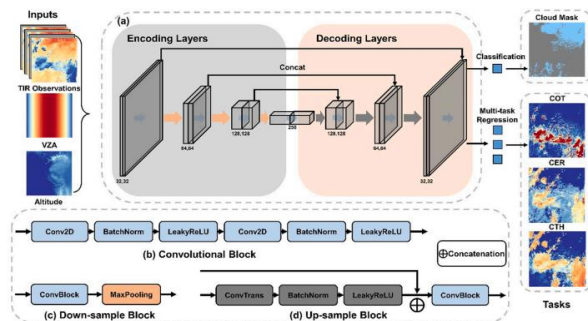 Inputs
(a)
Cloud Mask
Encoding Layers
Decoding Layers
Classification
Concat
TIR Observations
Multi-task
Regression
COT
256
128,128
128,128
VZA
64,64
64,64
CER
32,32
32,32
Altitude
Conv2D
BatchNorm
LeakyReLU
Conv2D
BatchNorm
LeakyReLU
CTH
(b) Convolutional Block
Concatenation
ConvBlock
MaxPooling
ConvTrans
BatchNorm
LeakyReLU
ConvBlock
(c) Down-sample Block
(d) Up-sample Block
Tasks